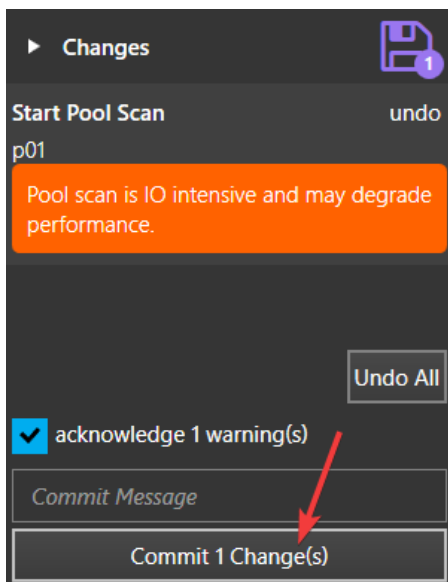 Changes
1
Start Pool Scan undo
p01
Pool scan is IO intensive and may degrade
performance.
Undo All
acknowledge 1 warning(s)
Commit Message
Commit 1 Change(s)